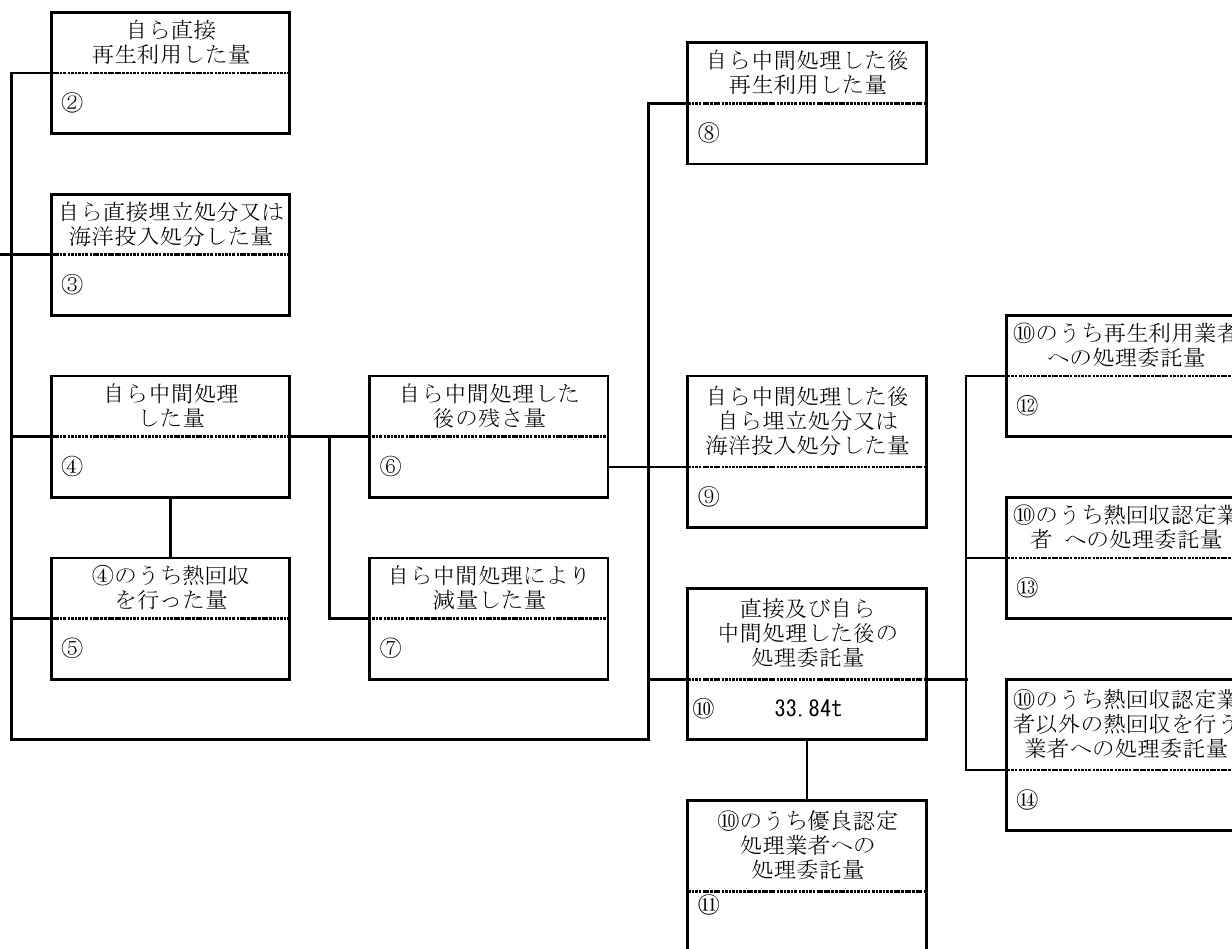 自ら直接
再生利用した量
②
自ら直接埋立処分又は
海洋投入処分した量
③
自ら中間処理
した量
④
④のうち熱回収
を行った量
⑤
自ら中間処理した
後の残さ量
⑥
自ら中間処理により
減量した量
⑦
自ら中間処理した後
再生利用した量
⑧
自ら中間処理した後
自ら埋立処分又は
海洋投入処分した量
⑨
直接及び自ら
中間処理した後の
処理委託量
⑩ 33.84t
⑩のうち優良認定
処理業者への
処理委託量
⑪
⑩のうち再生利用業者
への処理委託量
⑫
⑩のうち熱回収認定業
者 への処理委託量
⑬
⑩のうち熱回収認定業
者以外の熱回収を行う
業者への処理委託量
⑭